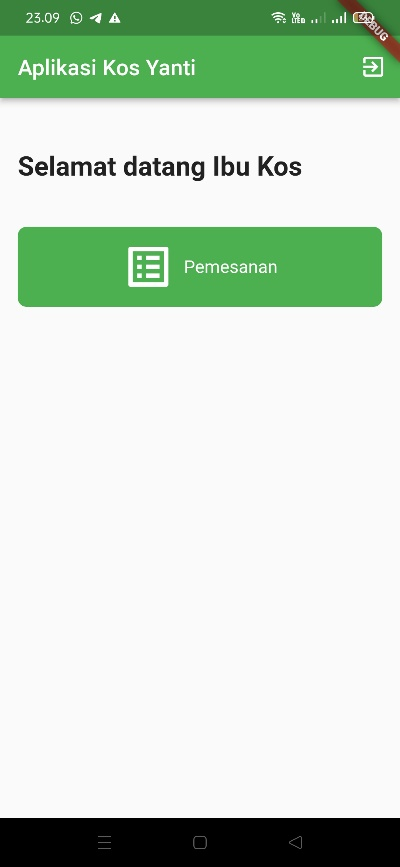 23.09
DEBUG
Aplikasi Kos Yanti
Selamat datang Ibu Kos
Pemesanan